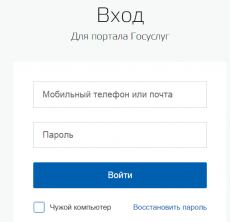 Вход
Для портала Госуслуг
Мобильный телефон или почта
Пароль
Войти
Чужой компьютер Восстановить пароль